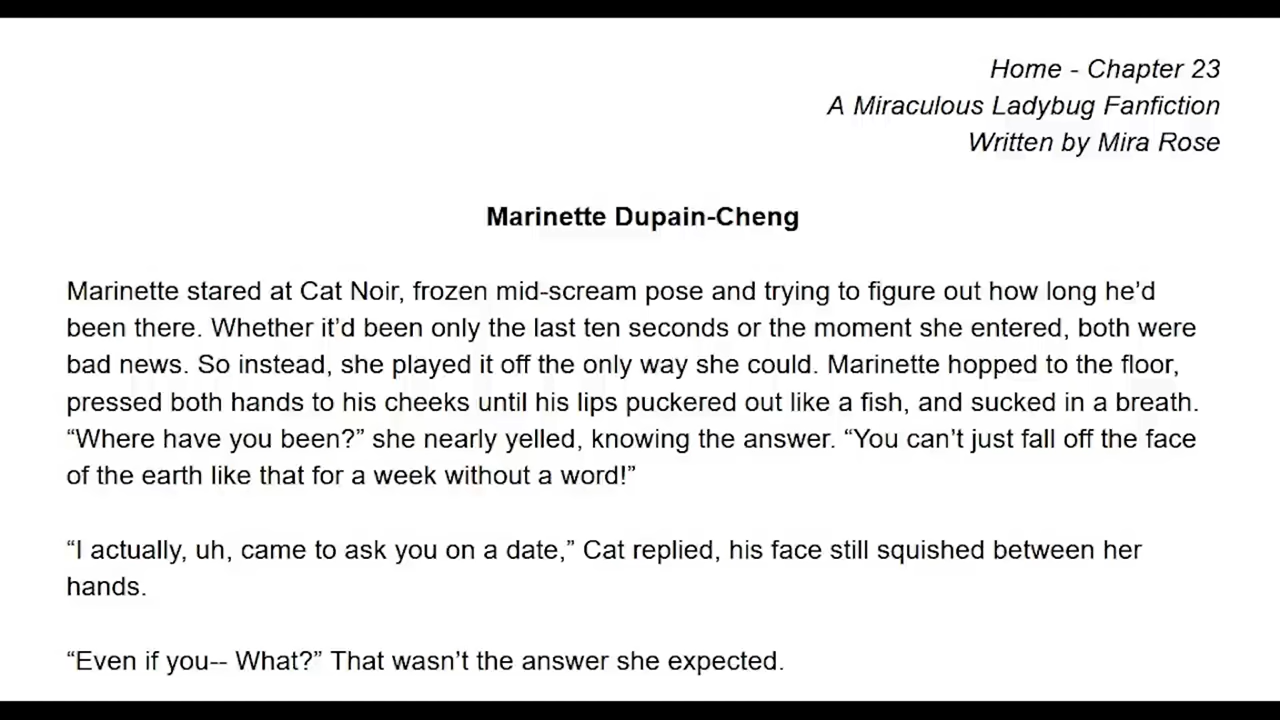 Home - Chapter 23
A Miraculous Ladybug Fanfiction
Written by Mira Rose
Marinette Dupain-Cheng
Marinette stared at Cat Noir, frozen mid-scream pose and trying to figure out how long he’d
been there. Whether it’d been only the last ten seconds or the moment she entered, both were
bad news. So instead, she played it off the only way she could. Marinette hopped to the floor,
pressed both hands to his cheeks until his lips puckered out like a fish, and sucked in a breath.
“Where have you been?” she nearly yelled, knowing the answer. “You can’t just fall off the face
of the earth like that for a week without a word!”
“I actually, uh, came to ask you on a date,” Cat replied, his face still squished between her
hands.
“Even if you-- What?” That wasn’t the answer she expected.